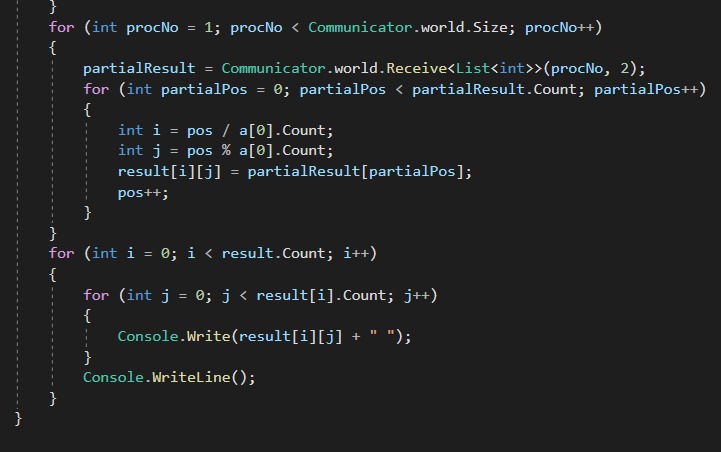 }
for (int procNo = 1; procNo < Communicator.world.Size; procNo++)
{
partialResult = Communicator.world.Receive<List<int>>(procNo, 2);
for (int partialPos = 0; partialPos < partialResult.Count; partialPos++)
{
int i = pos / a[0].Count;
int j = pos % a[0].Count;
result[i][j] = partialResult[partialPos];
pos++;
}
}
for (int i = 0; i < result.Count; i++)
{
for (int j = 0; j < result[i].Count; j++)
{
Console.Write(result[i][j] + " ");
}
Console.WriteLine();
}
}